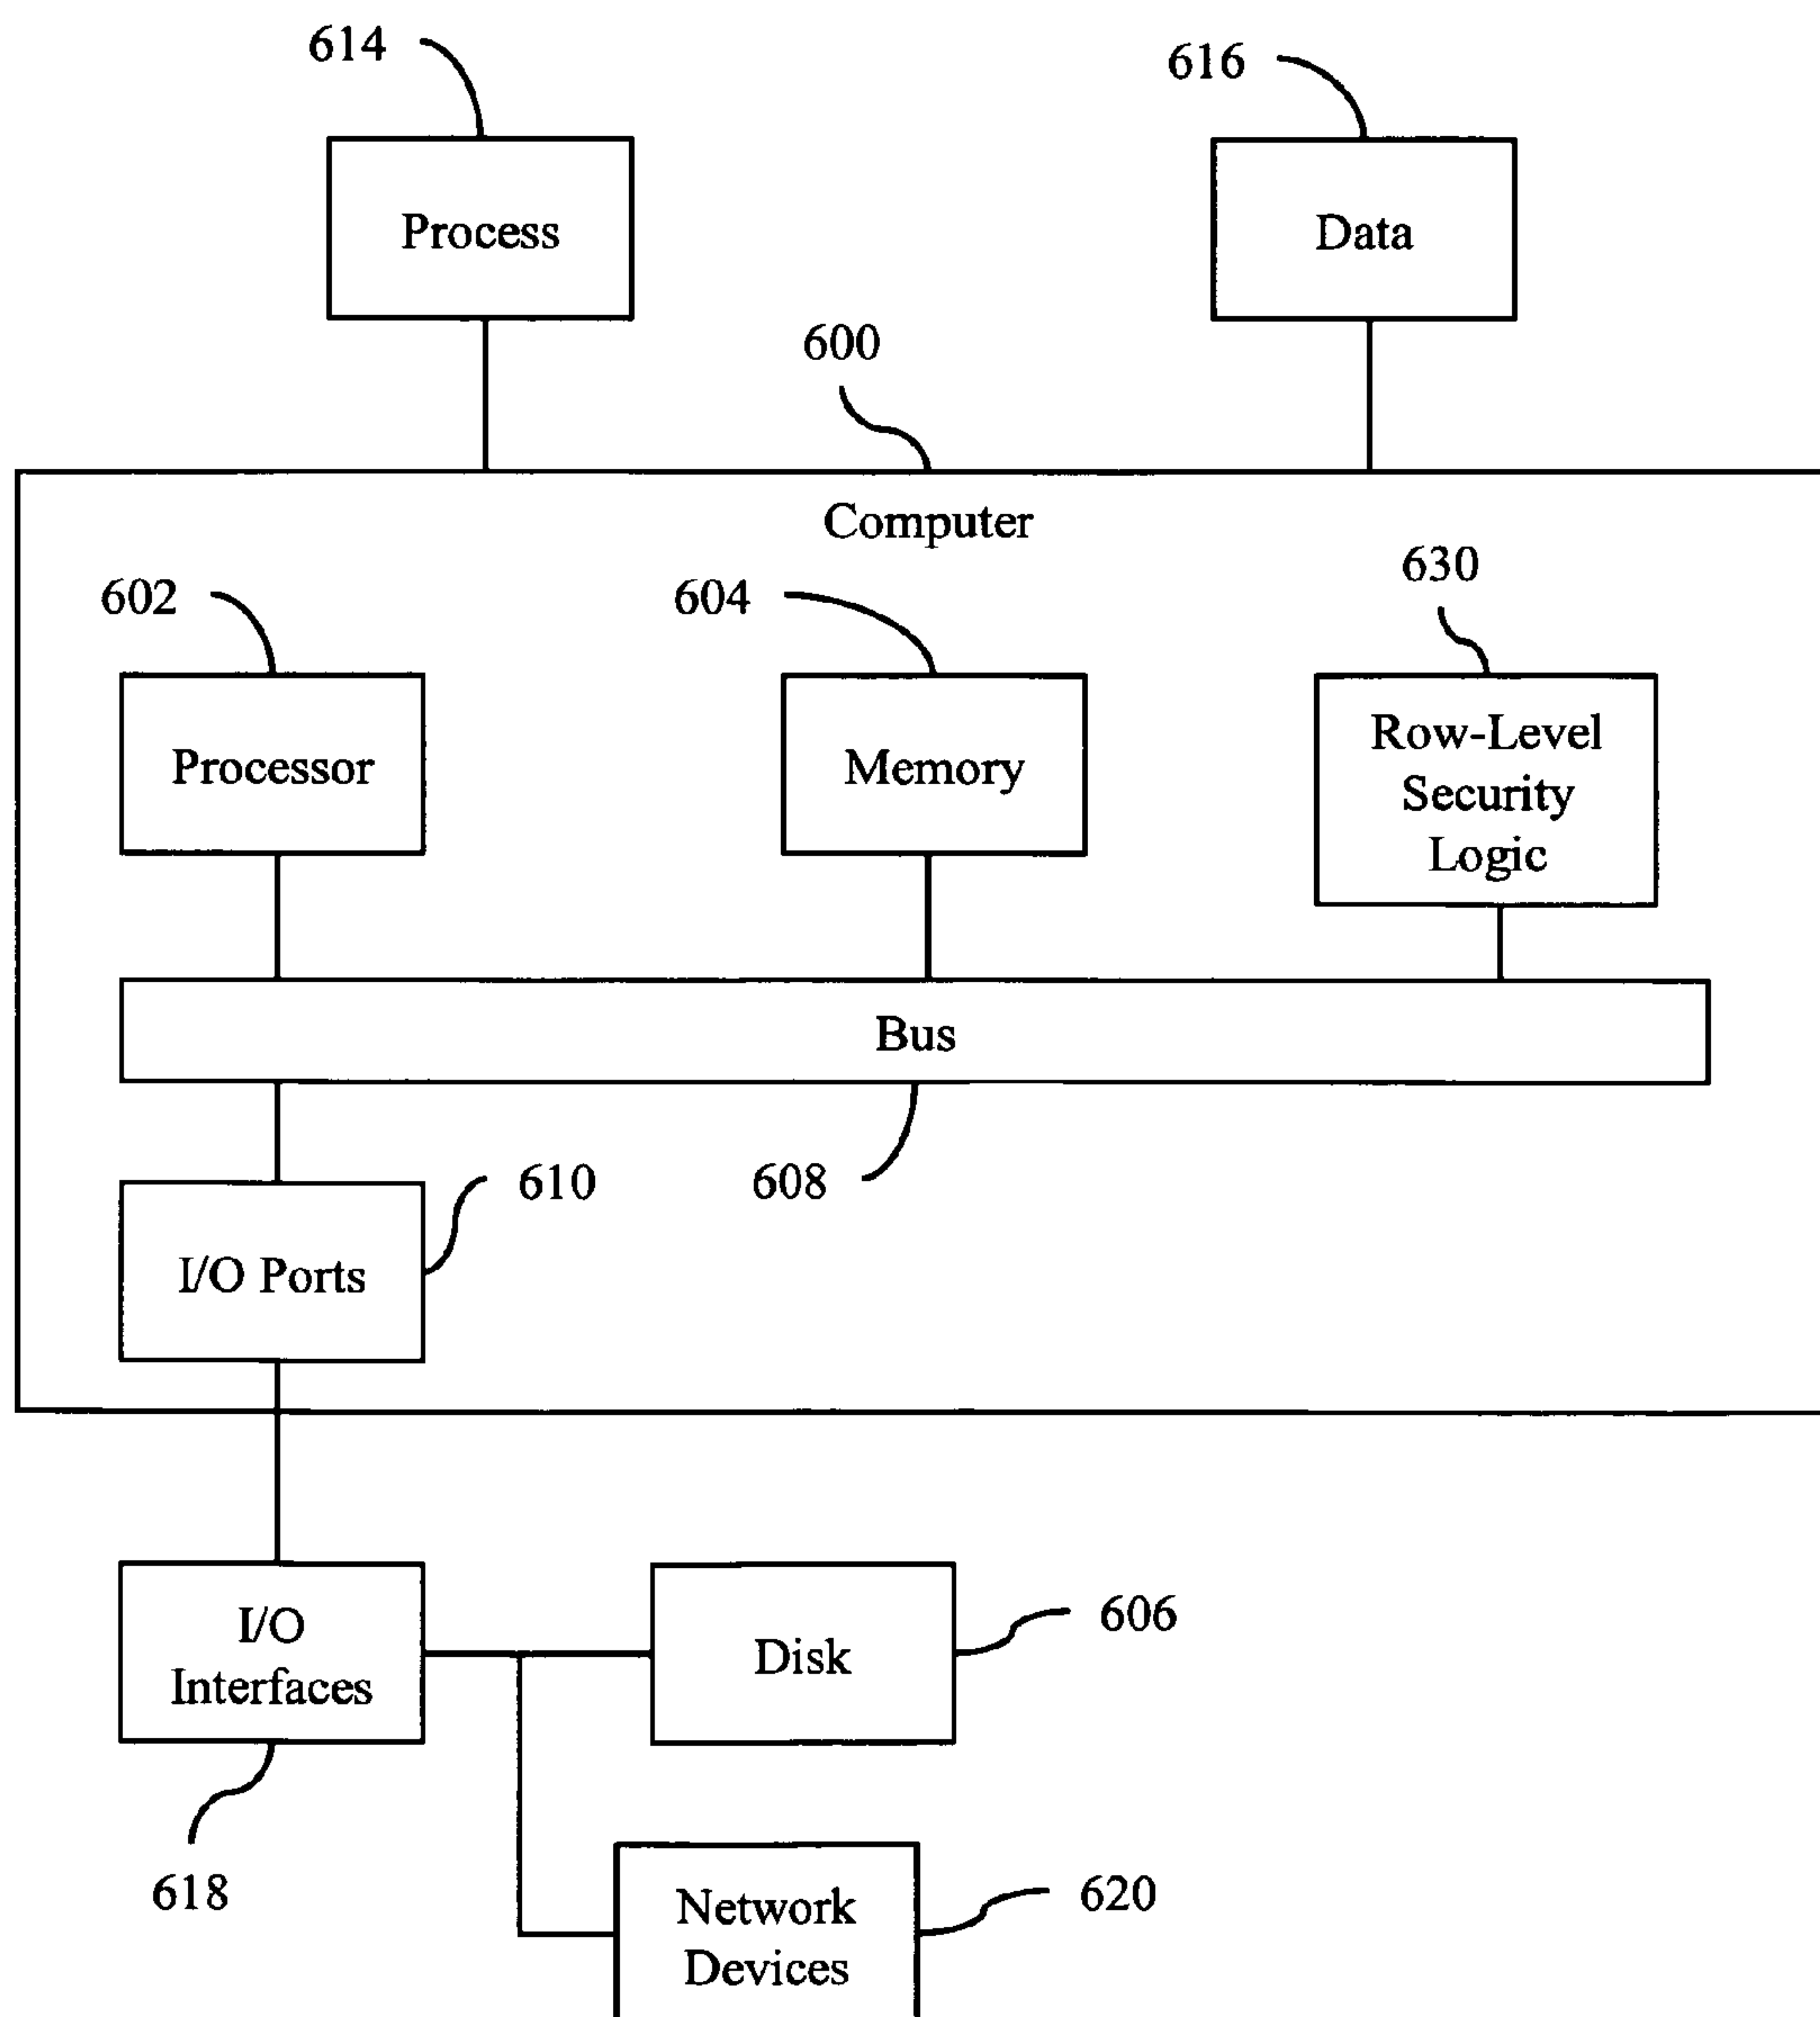 614
616
Process
Data
600
Computer
602
604
630
Processor
Memory
Row-Level
Security
Logic
Bus
610
608
I/O Ports
I/O
Interfaces
Disk
606
618
Network
Devices
620